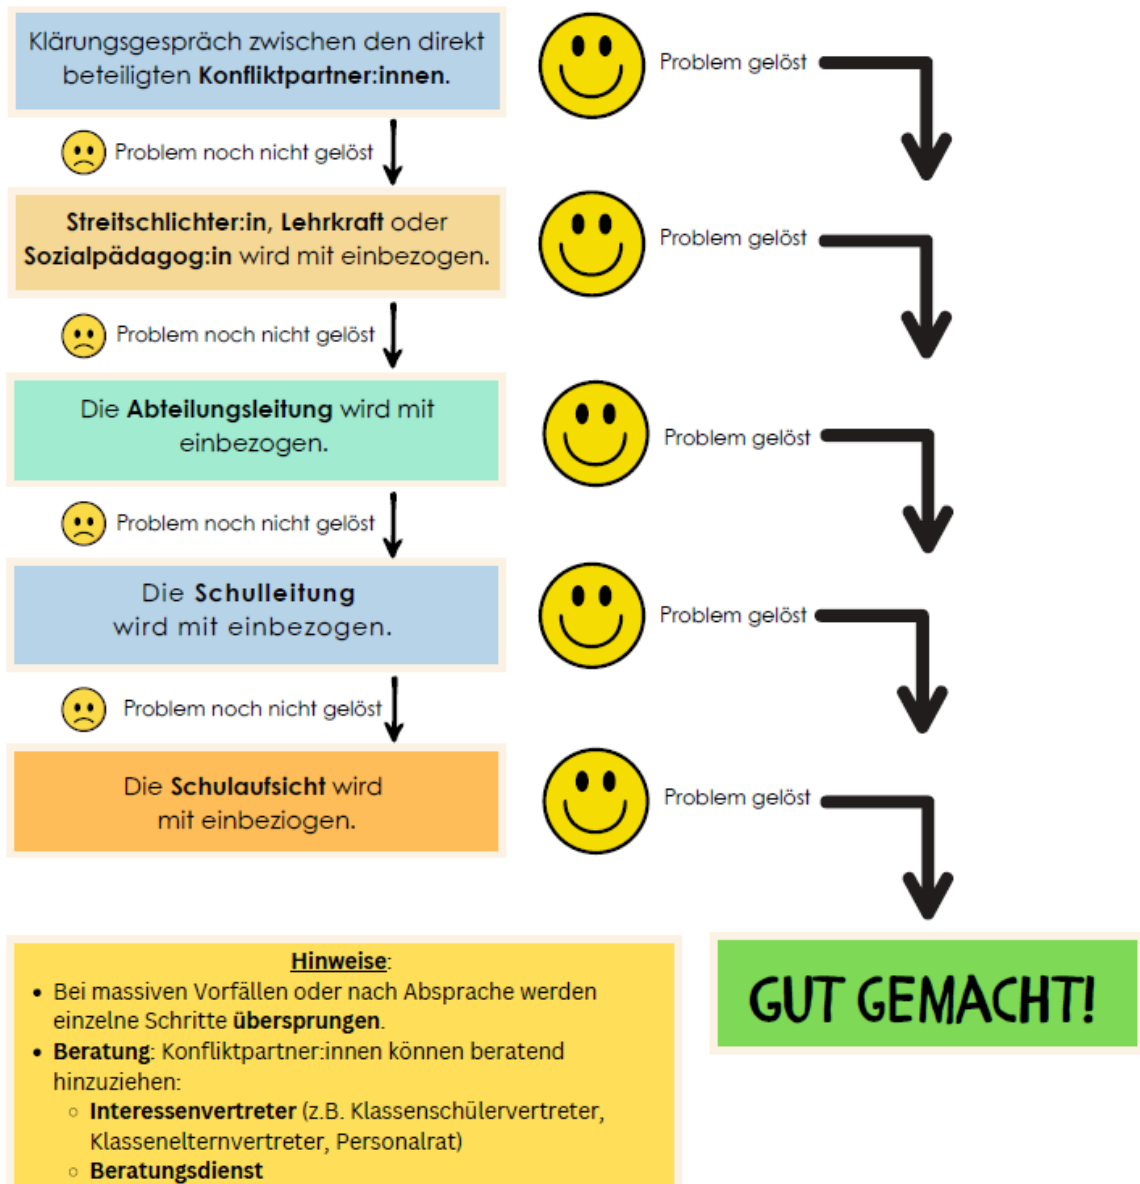 Klärungsgespräch zwischen den direkt
beteiligten Konfliktpartner:innen.
Problem gelöst
Problem noch nicht gelöst
Streitschlichter:in, Lehrkraft oder
Sozialpädagog:in wird mit einbezogen.
Problem gelöst
Problem noch nicht gelöst
Die Abteilungsleitung wird mit
einbezogen.
Problem gelöst
Problem noch nicht gelöst
Die Schulleitung
wird mit einbezogen.
Problem gelöst
Problem noch nicht gelöst
Die Schulaufsicht wird
mit einbeziogen.
Problem gelöst
Hinweise:
• Bei massiven Vorfällen oder nach Absprache werden
einzelne Schritte übersprungen.
• Beratung: Konfliktpartner:innen können beratend
hinzuziehen:
◦ Interessenvertreter (z.B. Klassenschülervertreter,
Klassenelternvertreter, Personalrat)
◦ Beratungsdienst
GUT GEMACHT!